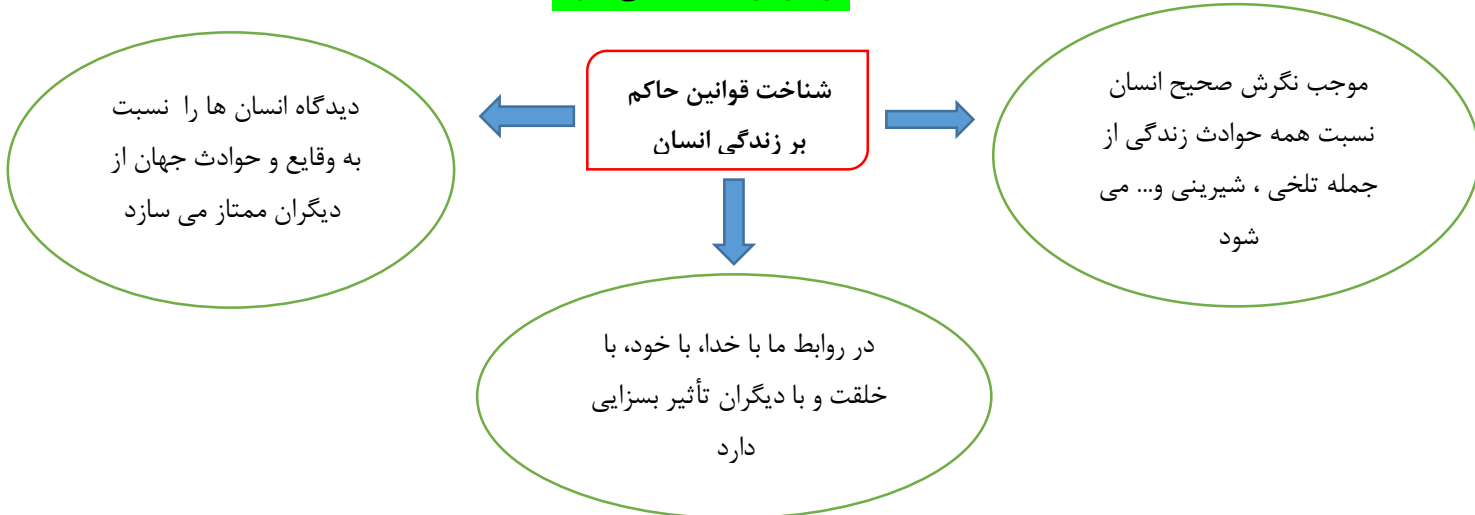 شناخت قوانین حاکم
بر زندگی انسان
موجب نگرش صحیح انسان
نسبت همه حوادث زندگی از
جمله تلخی ، شیرینی و... می
شود
دیدگاه انسان ها را نسبت
به وقایع و حوادث جهان از
دیگران ممتاز می سازد
در روابط ما با خدا، با خود، با
خلقت و با دیگران تأثیر بسزایی
دارد